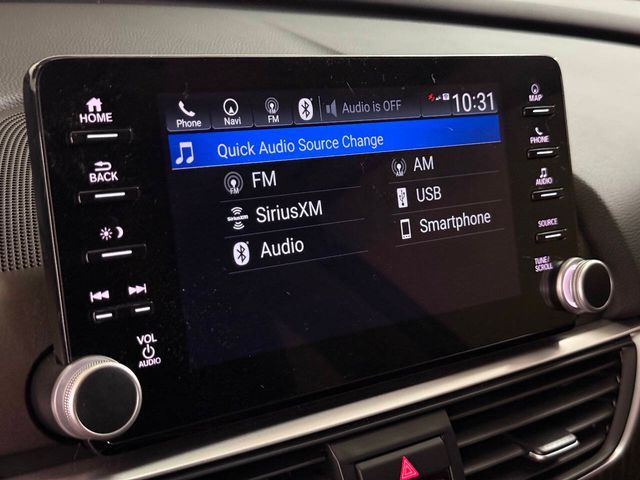 HOME
BACK
VOL
AUDIO
Phone
Navi
FM
Audio is OFF
10:31
Quick Audio Source Change
FM
AM
SiriusXM
SiriusXM
USB
Audio
Smartphone
MAP
PHONE
AUDIO
SOURCE
TUNE/
SCROLL